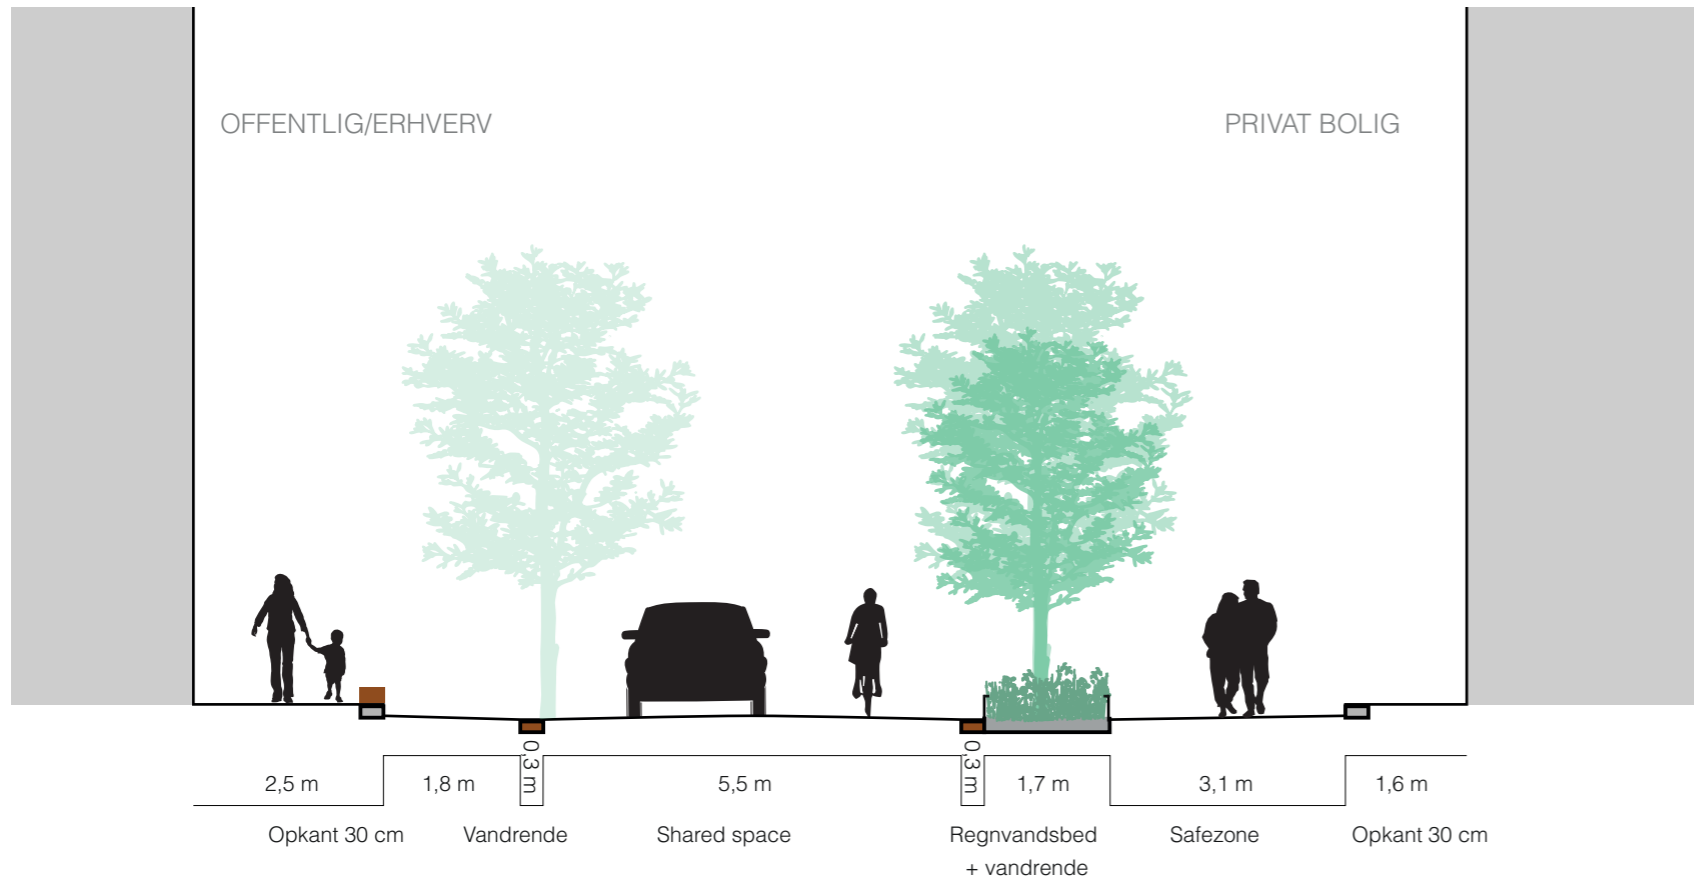 OFFENTLIG/ERHVERV
PRIVAT BOLIG
2,5 m
1,8 m
0,3 m
5,5 m
0,3 m
1,7 m
3,1 m
1,6 m
Opkant 30 cm
Vandrende
Shared space
Regnvandsbed
+ vandrende
Safezone
Opkant 30 cm